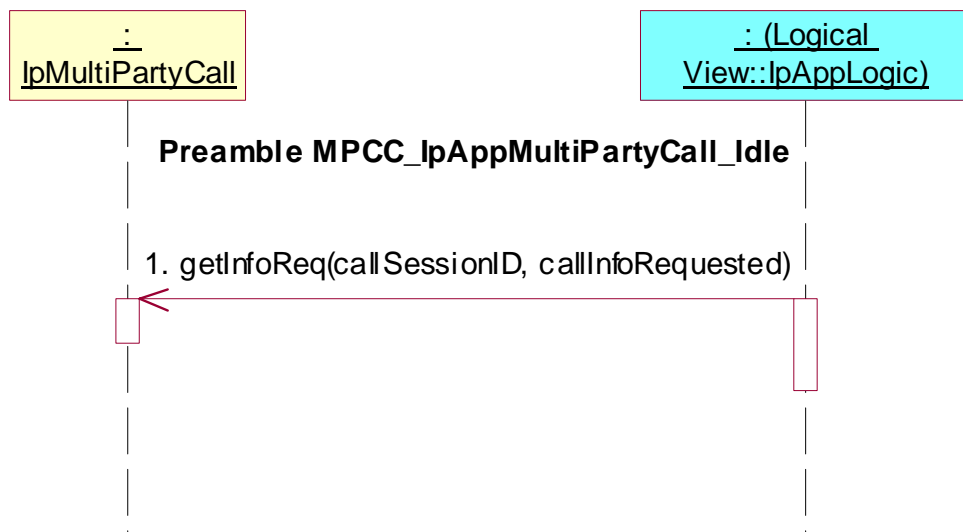 :
IpMultiPartyCall
: (Logical
View::IpAppLogic)
Preamble MPCC_IpAppMultiPartyCall_Idle
1. getInfoReq(callSessionID, callInfoRequested)